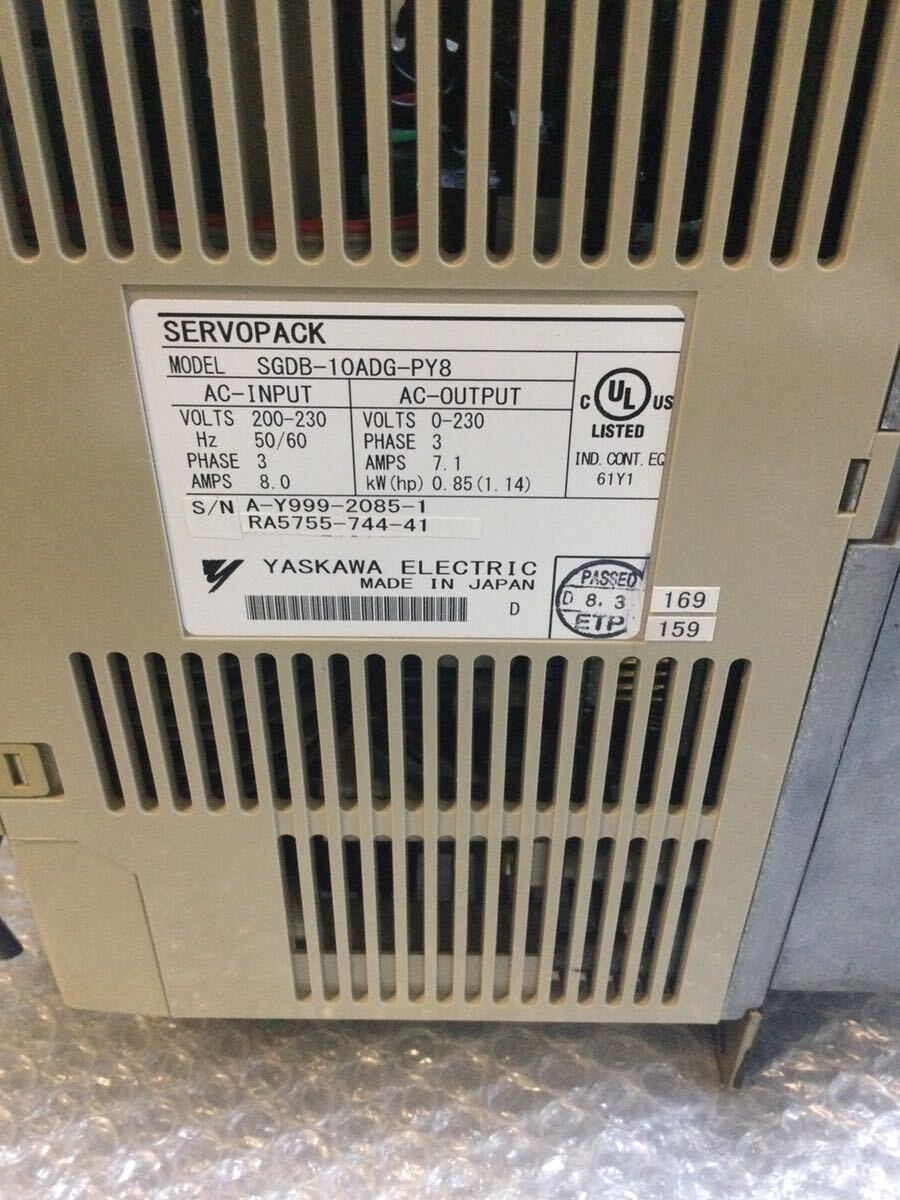 SERVOPACK
MODEL SGDB-10ADG-PY8
AC-INPUT
VOLTS 200-230
Hz 50/60
PHASE 3
AMPS 8.0
AC-OUTPUT
VOLTS 0-230
PHASE 3
AMPS 7.1
kW(hp) 0.85(1.14)
C UL US
LISTED
IND. CONT. EQ
61Y1
S/N A-Y999-2085-1
RA5755-744-41
YASKAWA ELECTRIC
MADE IN JAPAN
D
PASSED
D 8.3
ETP
169
159